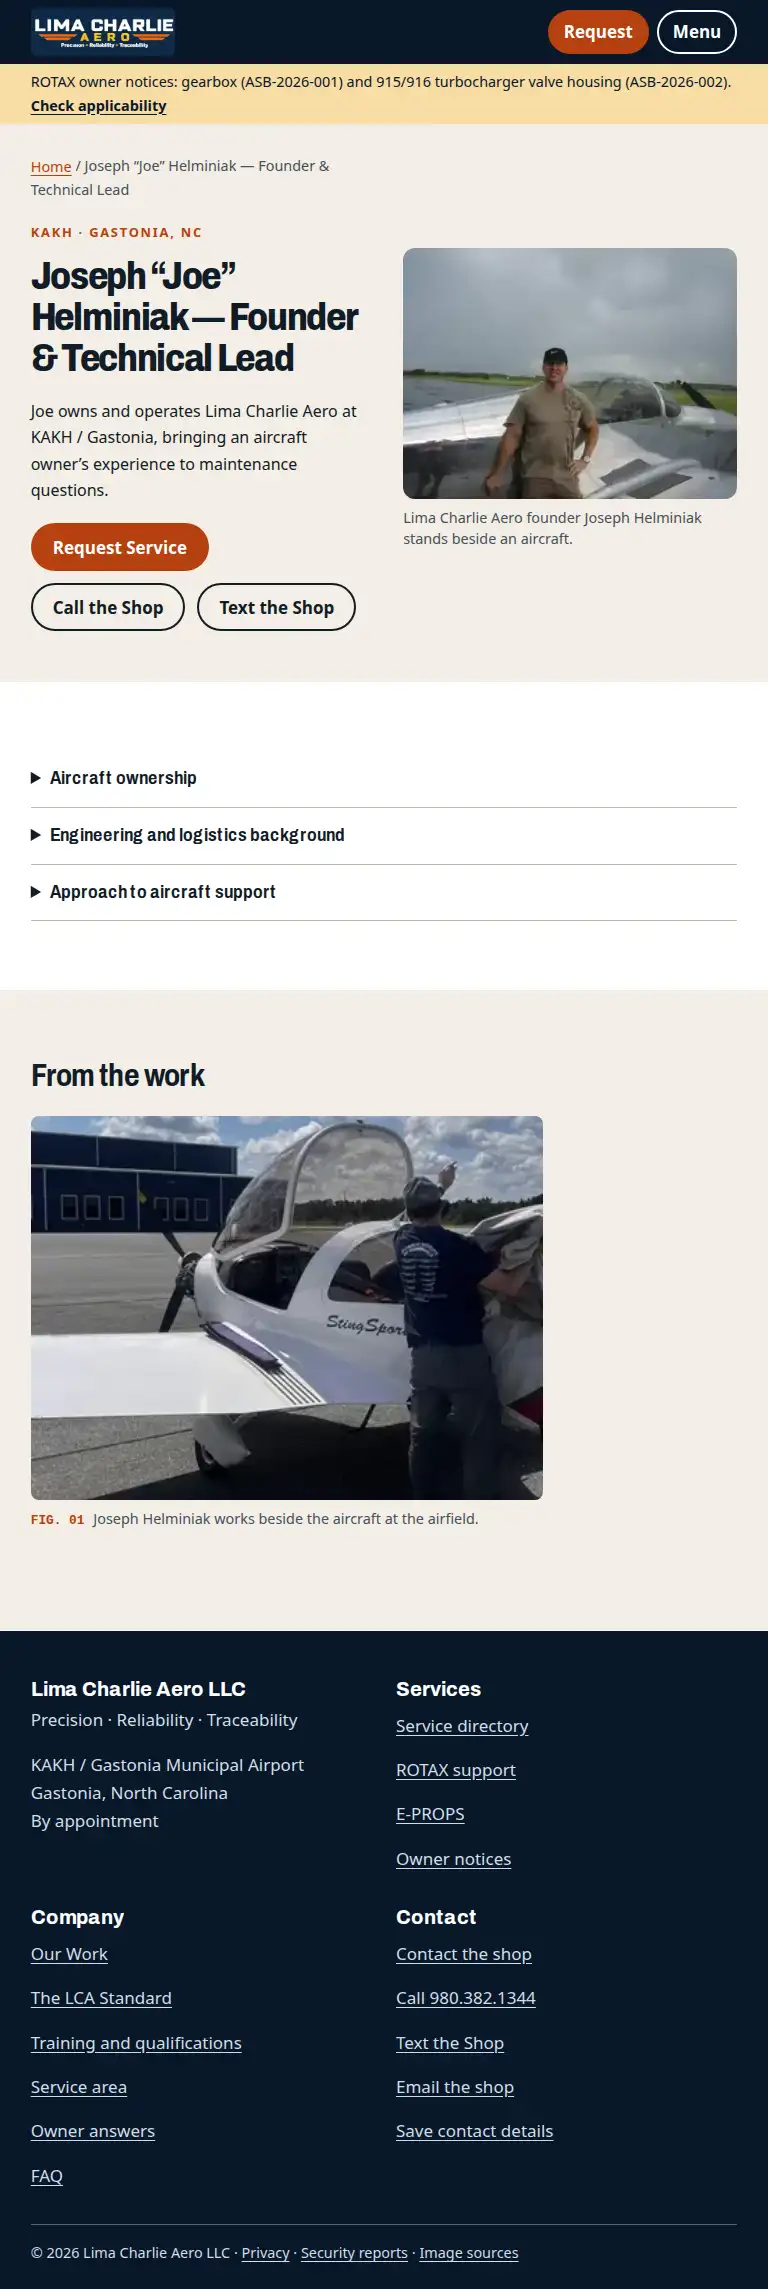 LIMA CHARLIE
AERO
Precision • Reliability • Traceability
Request
Menu
ROTAX owner notices: gearbox (ASB-2026-001) and 915/916 turbocharger valve housing (ASB-2026-002).
Check applicability
Home / Joseph “Joe” Helminiak — Founder &
Technical Lead
KAKH · GASTONIA, NC
Joseph “Joe”
Helminiak — Founder
& Technical Lead
Joe owns and operates Lima Charlie Aero at
KAKH / Gastonia, bringing an aircraft
owner’s experience to maintenance
questions.
Request Service
Call the Shop
Text the Shop
Lima Charlie Aero founder Joseph Helminiak
stands beside an aircraft.
Aircraft ownership
Engineering and logistics background
Approach to aircraft support
From the work
StingSport
FIG. 01 Joseph Helminiak works beside the aircraft at the airfield.
Lima Charlie Aero LLC
Precision · Reliability · Traceability
KAKH / Gastonia Municipal Airport
Gastonia, North Carolina
By appointment
Services
Service directory
ROTAX support
E-PROPS
Owner notices
Company
Our Work
The LCA Standard
Training and qualifications
Service area
Owner answers
FAQ
Contact
Contact the shop
Call 980.382.1344
Text the Shop
Email the shop
Save contact details
© 2026 Lima Charlie Aero LLC · Privacy · Security reports · Image sources